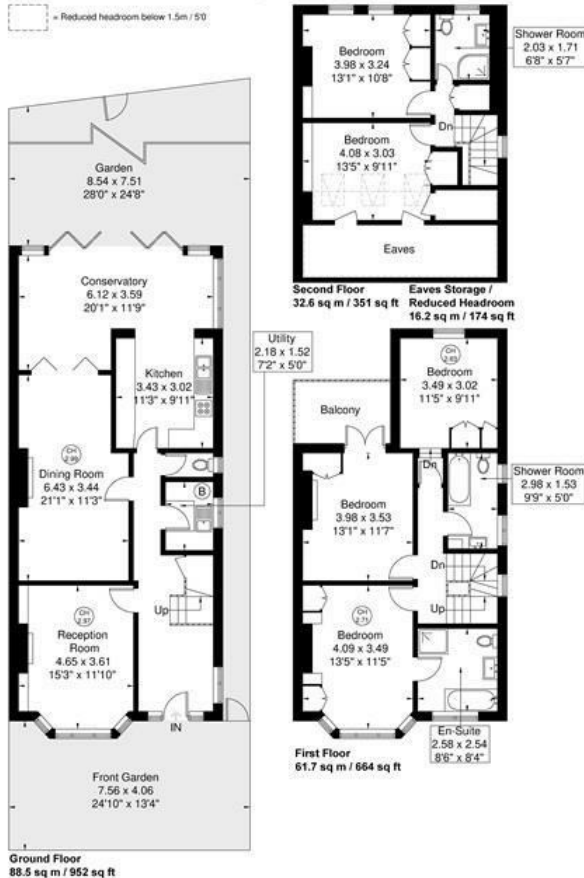 = Reduced headroom below 1.5m / 5'0
Garden
8.54 x 7.51
28'0" x 24'8"
Conservatory
6.12 x 3.59
20'1" x 11'9"
Kitchen
3.43 x 3.02
11'3" x 9'11"
Utility
2.18 x 1.52
7'2" x 5'0"
CH
2.99
Dining Room
6.43 x 3.44
21'1" x 11'3"
B
Up
CH
2.97
Reception
Room
4.65 x 3.61
15'3" x 11'10"
IN
Front Garden
7.56 x 4.06
24'10" x 13'4"
Ground Floor
88.5 sq m / 952 sq ft
Bedroom
3.98 x 3.24
13'1" x 10'8"
Shower Room
2.03 x 1.71
6'8" x 5'7"
Dn
Bedroom
4.08 x 3.03
13'5" x 9'11"
Eaves
Second Floor
32.6 sq m / 351 sq ft
Eaves Storage /
Reduced Headroom
16.2 sq m / 174 sq ft
CH
Bedroom
3.49 x 3.02
11'5" x 9'11"
Balcony
Dn
Bedroom
3.98 x 3.53
13'1" x 11'7"
Shower Room
2.98 x 1.53
9'9" x 5'0"
Dn
Up
CH
2.71
Bedroom
4.09 x 3.49
13'5" x 11'5"
En-Suite
2.58 x 2.54
8'6" x 8'4"
First Floor
61.7 sq m / 664 sq ft